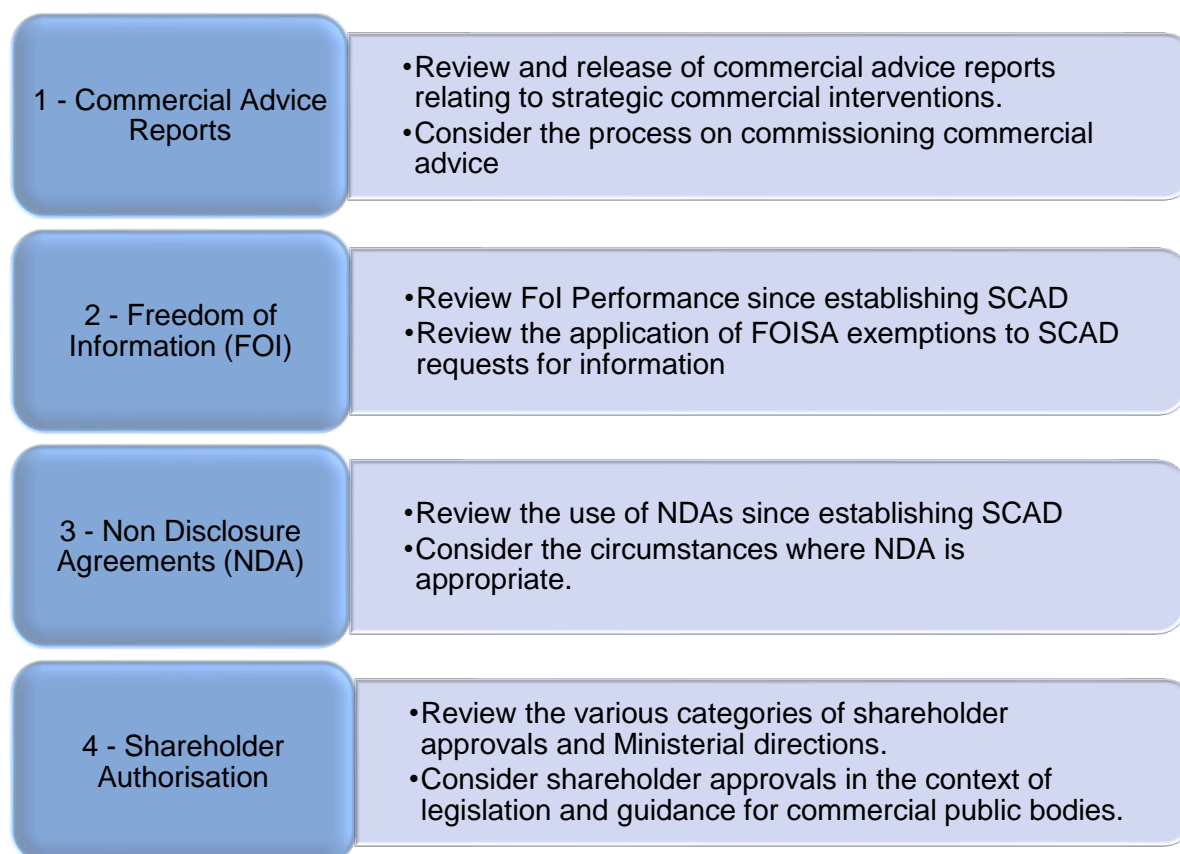 1 - Commercial Advice
Reports
•Review and release of commercial advice reports
relating to strategic commercial interventions.
•Consider the process on commissioning commercial
advice
2 - Freedom of
Information (FOI)
•Review FoI Performance since establishing SCAD
•Review the application of FOISA exemptions to SCAD
requests for information
3 - Non Disclosure
Agreements (NDA)
•Review the use of NDAs since establishing SCAD
•Consider the circumstances where NDA is
appropriate.
4 - Shareholder
Authorisation
•Review the various categories of shareholder
approvals and Ministerial directions.
•Consider shareholder approvals in the context of
legislation and guidance for commercial public bodies.